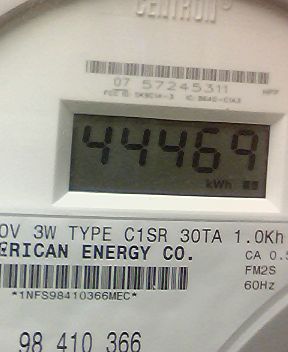 CENTRON®
07 57245311
44469
kWh
0V 3W TYPE C1SR 30TA 1.0Kh
ERICAN ENERGY CO.
CA 0.5
FM2S
60Hz
*1NFS98410366MEC*
98 410 366